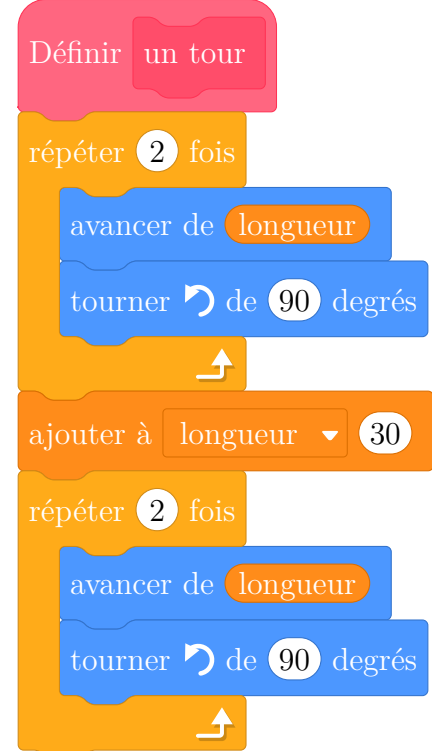 Définir un tour
répéter 2 fois
avancer de longueur
tourner de 90 degrés
ajouter à longueur 30
répéter 2 fois
avancer de longueur
tourner de 90 degrés